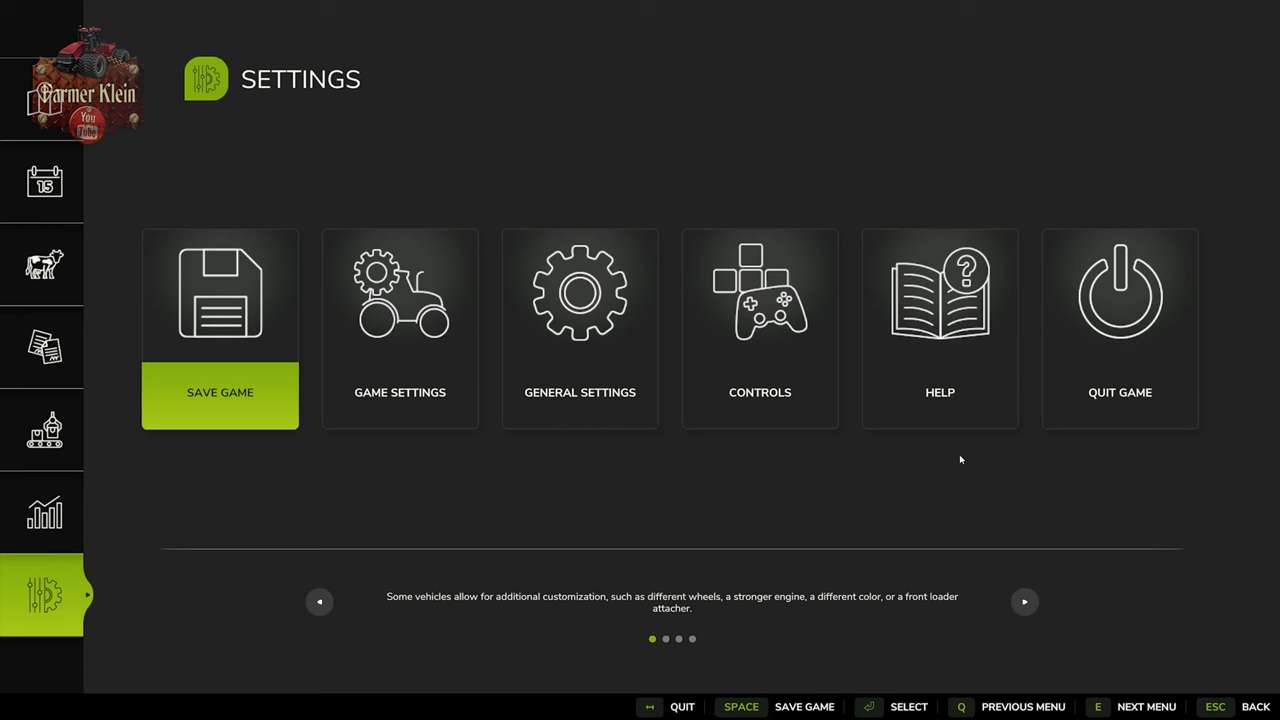 Farmer Klein
You
Tube
SETTINGS
15
SAVE GAME
GAME SETTINGS
GENERAL SETTINGS
CONTROLS
?
HELP
QUIT GAME
Some vehicles allow for additional customization, such as different wheels, a stronger engine, a different color, or a front loader
attacher.
QUIT SPACE SAVE GAME SELECT Q PREVIOUS MENU E NEXT MENU ESC BACK